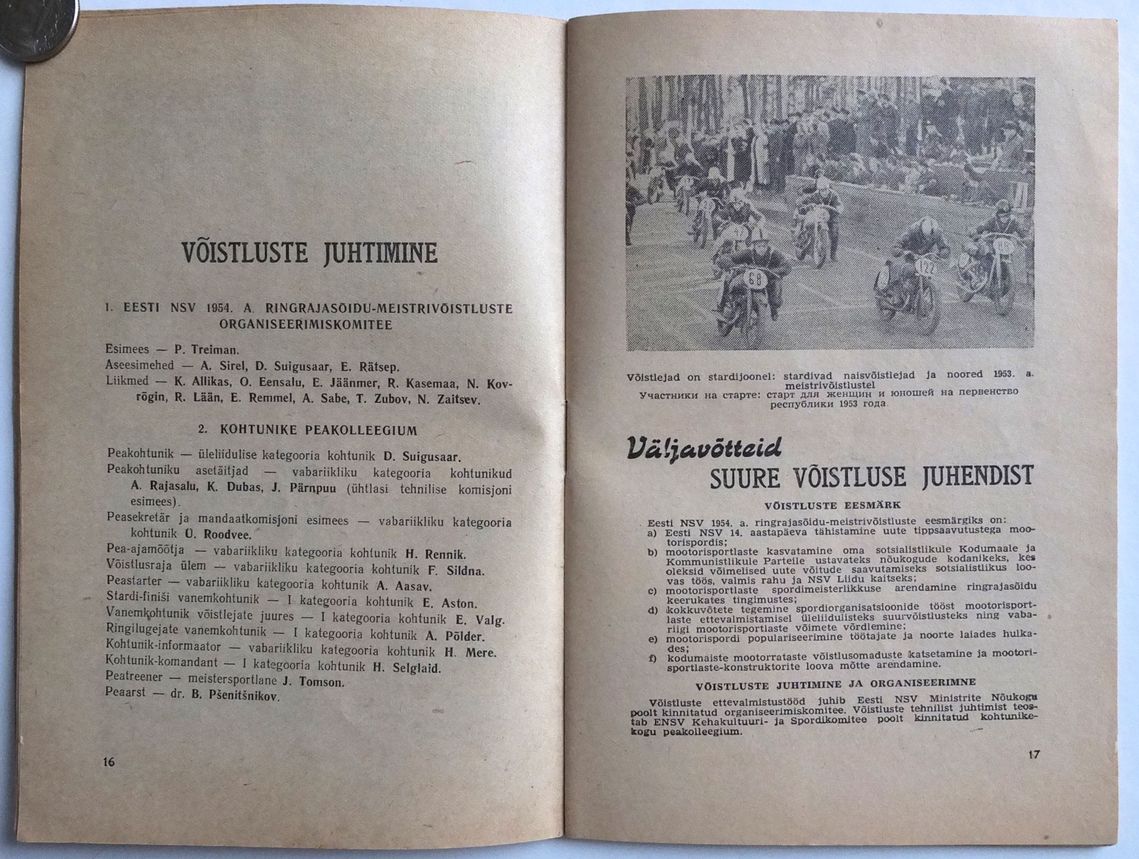 VÕISTLUSTE JUHTIMINE
1. EESTI NSV 1954. A. RINGRAJASÕIDU-MEISTRIVÕISTLUSTE
ORGANISEERIMISKOMITEE
Esimees — P. Treiman.
Aseesimehed — A. Sirel, D. Suigusaar, E. Rätsep.
Liikmed — K. Allikas, O. Eensalu, E. Jäänmer, R. Kasemaa, N. Kov-
rõgin, R. Lään, E. Remmel, A. Sabe, T. Zubov, N. Zaitsev.
2. KOHTUNIKE PEAKOLLEEGIUM
Peakohtunik — üleliidulise kategooria kohtunik D. Suigusaar.
Peakohtuniku asetäitjad — vabariikliku kategooria kohtunikud
A. Rajasalu, K. Dubas, J. Pärnpuu (ühtlasi tehnilise komisjoni
esimees).
Peasekretär ja mandaatkomisjoni esimees — vabariikliku kategooria
kohtunik O. Roodvee.
Pea-ajamõõtja — vabariikliku kategooria kohtunik H. Rennik.
Võistlusraja ülem — vabariikliku kategooria kohtunik F. Sildna.
Peastarter — vabariikliku kategooria kohtunik A. Aasav.
Stardi-finiši vanemkohtunik — I kategooria kohtunik E. Aston.
Vanemkohtunik võistlejate juures — I kategooria kohtunik E. Valg.
Ringilugejate vanemkohtunik — I kategooria kohtunik A. Põlder.
Kohtunik-informaator — vabariikliku kategooria kohtunik H. Mere.
Kohtunik-komandant — I kategooria kohtunik H. Selglaid.
Peatreener — meistersportlane J. Tomson.
Peaarst — dr. B. Pšenitšnikov.
16
68
122
Võistlejad on stardijoonel: stardivad naisvõistlejad ja noored 1953. a.
meistrivõistlustel
Участники на старте: старт для женщин и юношей на первенство
республики 1953 года
Väljavõtteid
SUURE VÕISTLUSE JUHENDIST
VÕISTLUSTE EESMÄRK
Eesti NSV 1954. a. ringrajasõidu-meistrivõistluste eesmärgiks on:
a) Eesti NSV 14. aastapäeva tähistamine uute tippsaavutustega moo-
torispordis;
b) mootorisportlaste kasvatamine oma sotsialistlikule Kodumaale ja
Kommunistlikule Parteile ustavateks nõukogude kodanikeks, kes
oleksid võimelised uute võitude saavutamiseks sotsialistlikus loo-
vas töös, valmis rahu ja NSV Liidu kaitseks;
c) mootorisportlaste spordimeisterlikkuse arendamine ringrajasõidu
keerukates tingimustes;
d) kokkuvõtete tegemine spordiorganisatsioonide tööst mootorisport-
laste ettevalmistamisel üleliidulisteks suurvõistlusteks ning vaba-
riigi mootorisportlaste võimete võrdlemine;
e) mootorispordi populariseerimine töötajate ja noorte laiades hulka-
des;
f) kodumaiste mootorrataste võistlusomaduste katsetamine ja mootori-
sportlaste-konstruktorite loova mõtte arendamine.
VÕISTLUSTE JUHTIMINE JA ORGANISEERIMNE
Võistluste ettevalmistustööd juhib Eesti NSV Ministrite Nõukogu
poolt kinnitatud organiseerimiskomitee. Võistluste tehnilist juhtimist teos-
tab ENSV Kehakultuuri- ja Spordikomitee poolt kinnitatud kohtunike-
kogu peakolleegium.
17